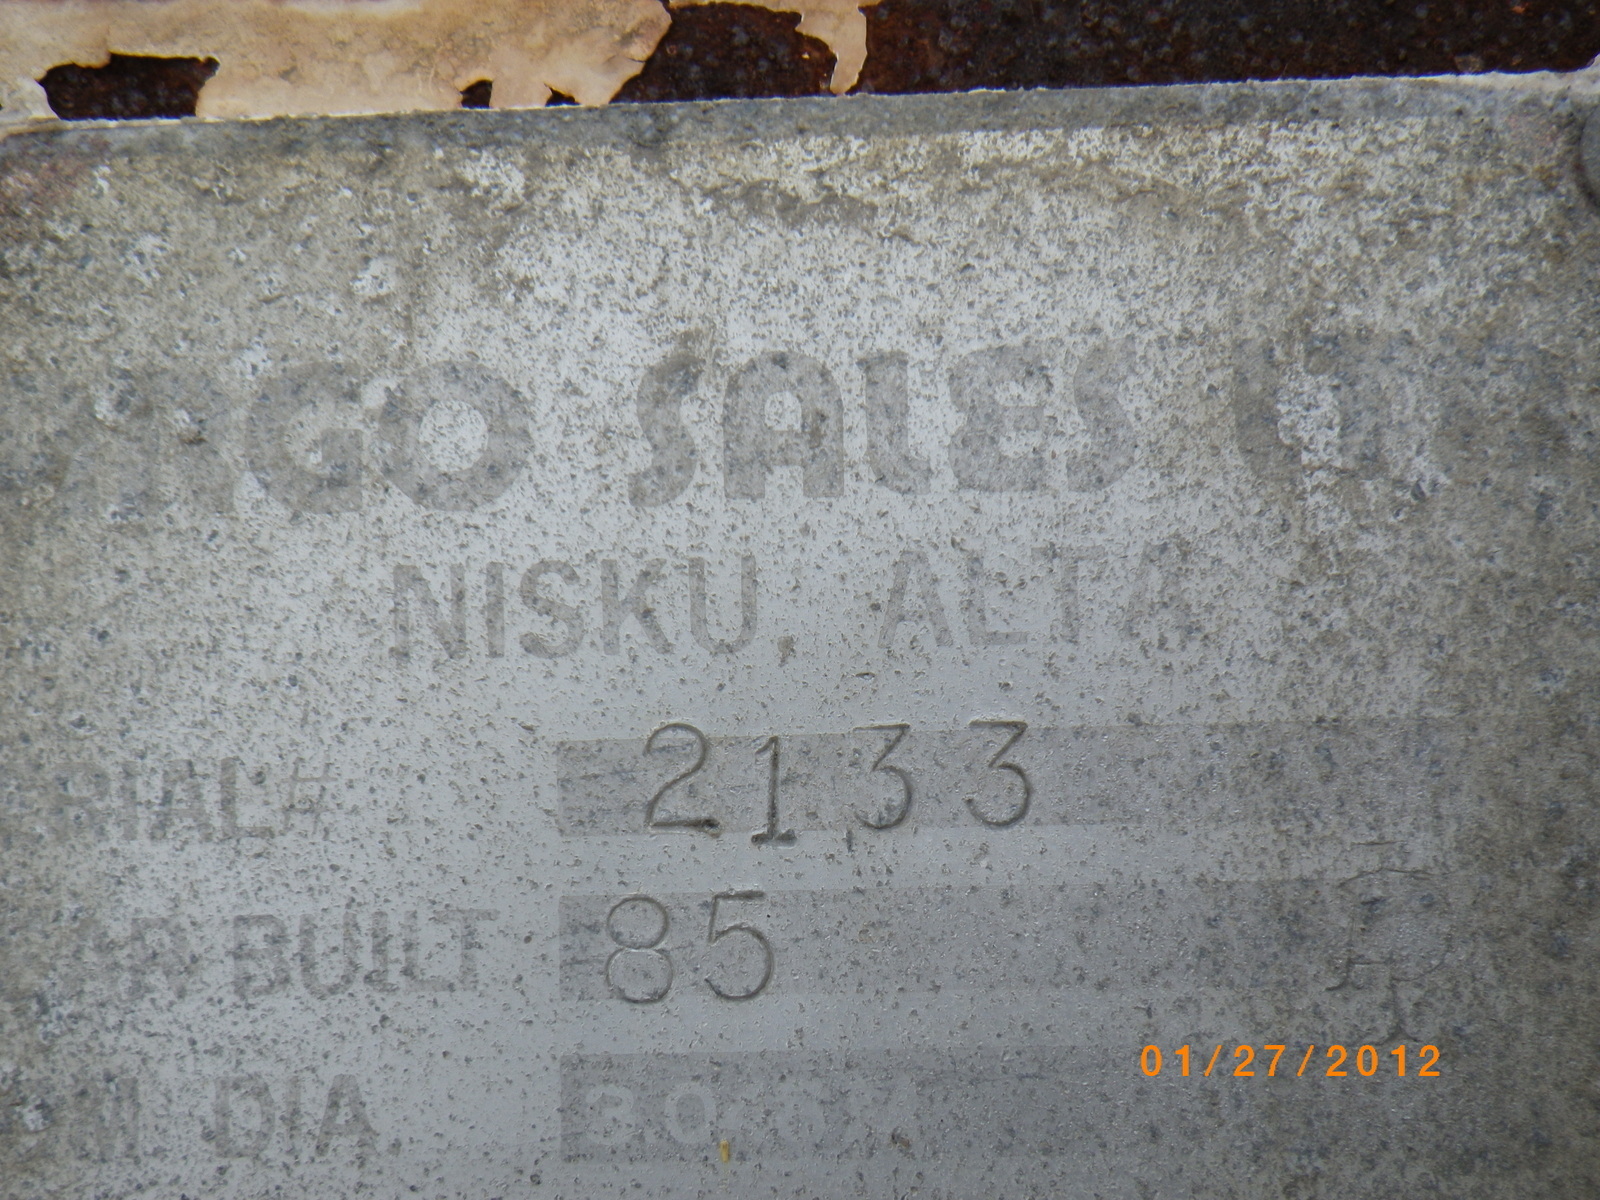 GO SALES
NISKU, ALTA
RIAL# 2133
BUILT 85
DIA
01/27/2012